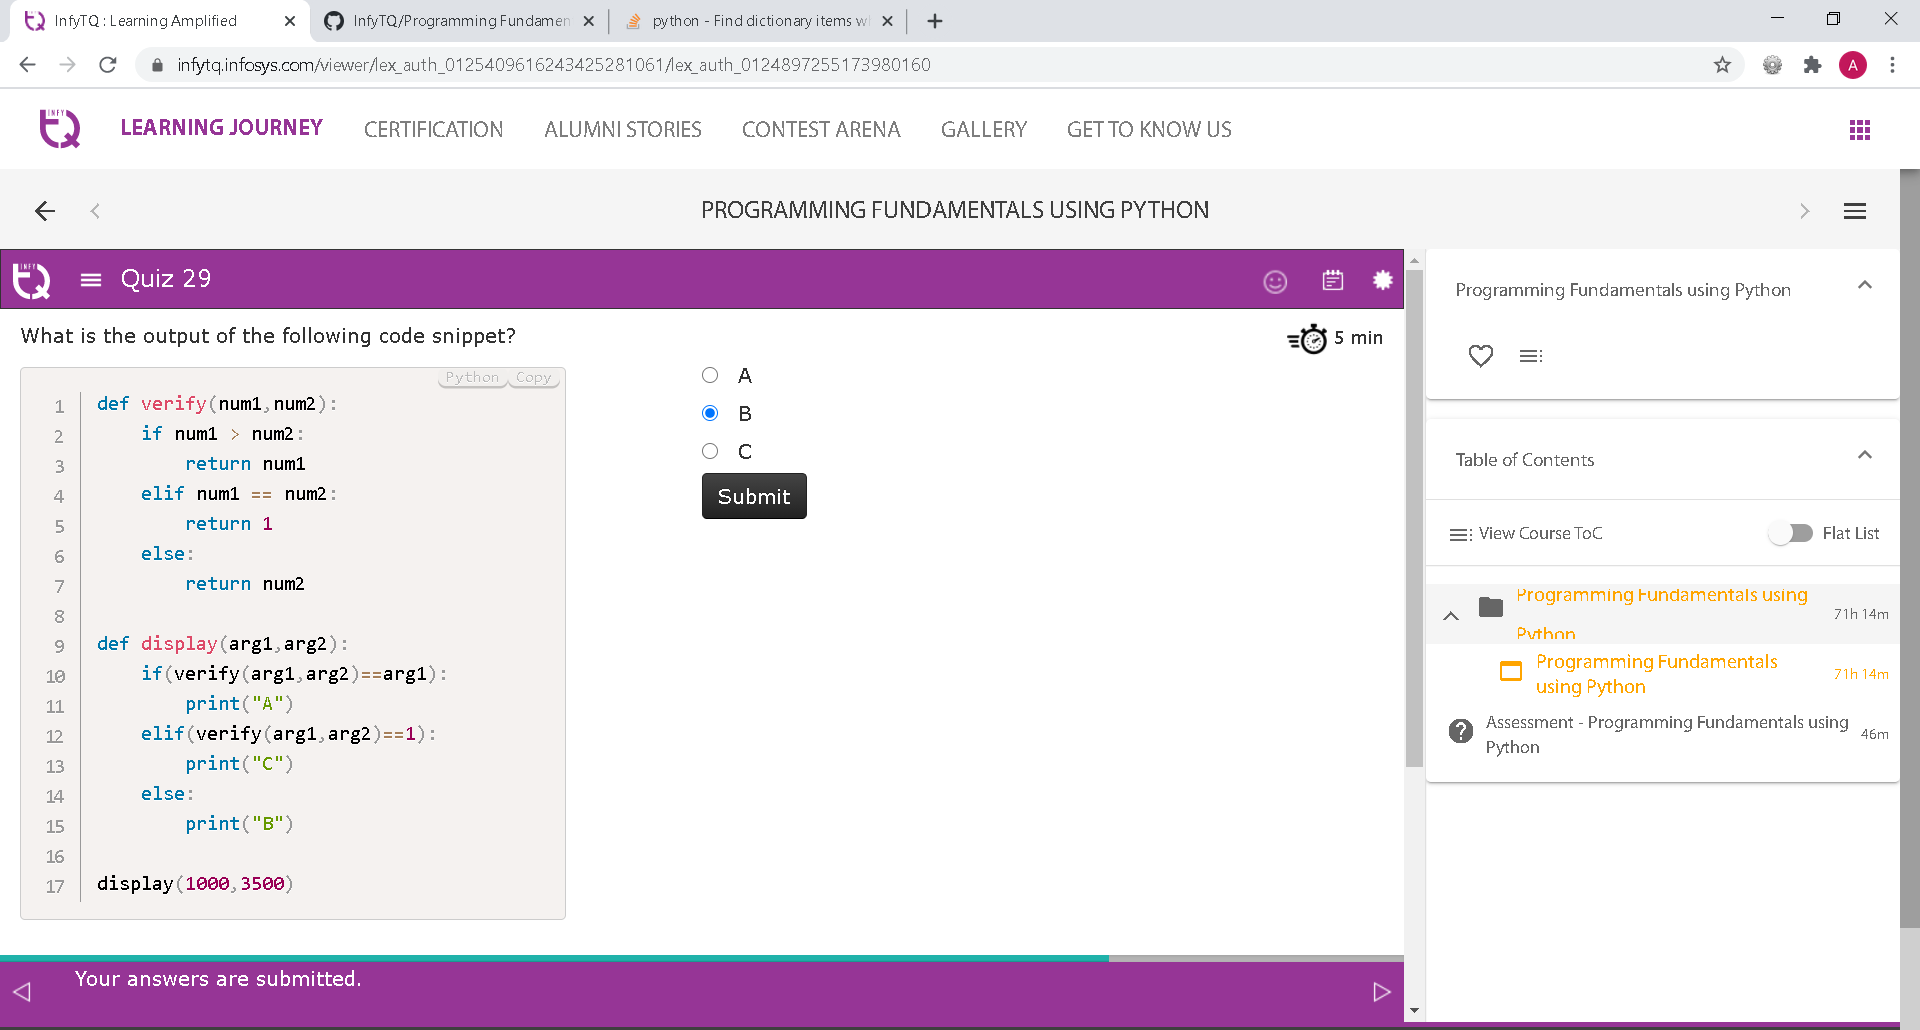 InfyTQ : Learning Amplified
InfyTQ/Programming Fundamen
python - Find dictionary items w
infytq.infosys.com/viewer/lex_auth_0125409616243425281061/lex_auth_0124897255173980160
A
INFY
TQ
LEARNING JOURNEY
CERTIFICATION
ALUMNI STORIES
CONTEST ARENA
GALLERY
GET TO KNOW US
PROGRAMMING FUNDAMENTALS USING PYTHON
INFY
TQ
Quiz 29
What is the output of the following code snippet?
5 min
Python
Copy
1 def verify(num1,num2):
2     if num1 > num2:
3         return num1
4     elif num1 == num2:
5         return 1
6     else:
7         return num2
8
9 def display(arg1,arg2):
10     if(verify(arg1,arg2)==arg1):
11         print("A")
12     elif(verify(arg1,arg2)==1):
13         print("C")
14     else:
15         print("B")
16
17 display(1000,3500)
A
B
C
Submit
Your answers are submitted.
Programming Fundamentals using Python
Table of Contents
View Course ToC
Flat List
Programming Fundamentals using
Python
71h 14m
Programming Fundamentals
using Python
71h 14m
Assessment - Programming Fundamentals using
Python
46m